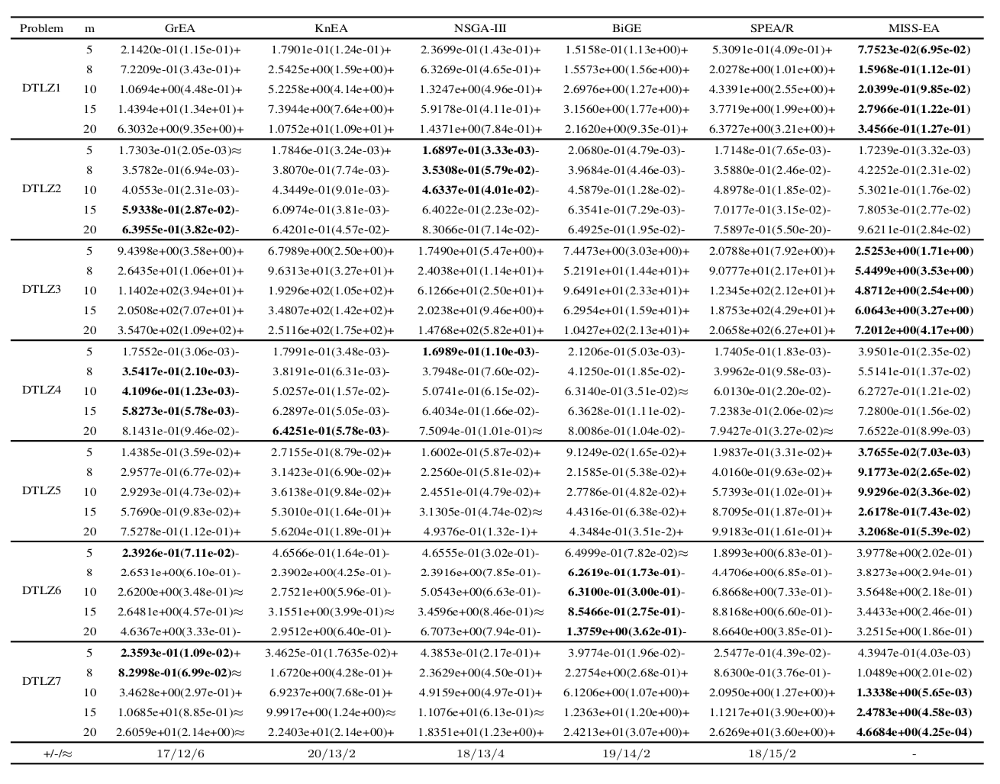 Problem m GrEA KnEA NSGA-III BiGE SPEA/R MISS-EA
5 2.1420e-01(1.15e-01)+ 1.7901e-01(1.24e-01)+ 2.3699e-01(1.43e-01)+ 1.5158e-01(1.13e+00)+ 5.3091e-01(4.09e-01)+ 7.7523e-02(6.95e-02)
8 7.2209e-01(3.43e-01)+ 2.5425e+00(1.59e+00)+ 6.3269e-01(4.65e-01)+ 1.5573e+00(1.56e+00)+ 2.0278e+00(1.01e+00)+ 1.5968e-01(1.12e-01)
DTLZ1 10 1.0694e+00(4.48e-01)+ 5.2258e+00(4.14e+00)+ 1.3247e+00(4.96e-01)+ 2.6976e+00(1.27e+00)+ 4.3391e+00(2.55e+00)+ 2.0399e-01(9.85e-02)
15 1.4394e+01(1.34e+01)+ 7.3944e+00(7.64e+00)+ 5.9178e-01(4.11e-01)+ 3.1560e+00(1.77e+00)+ 3.7719e+00(1.99e+00)+ 2.7966e-01(1.22e-01)
20 6.3032e+00(9.35e+00)+ 1.0752e+01(1.09e+01)+ 1.4371e+00(7.84e-01)+ 2.1620e+00(9.35e-01)+ 6.3727e+00(3.21e+00)+ 3.4566e-01(1.27e-01)
5 1.7303e-01(2.05e-03)≈ 1.7846e-01(3.24e-03)+ 1.6897e-01(3.33e-03)- 2.0680e-01(4.79e-03)- 1.7148e-01(7.65e-03)- 1.7239e-01(3.32e-03)
8 3.5782e-01(6.94e-03)- 3.8070e-01(7.74e-03)- 3.5308e-01(5.79e-02)- 3.9684e-01(4.46e-03)- 3.5880e-01(2.46e-02)- 4.2252e-01(2.31e-02)
DTLZ2 10 4.0553e-01(2.31e-03)- 4.3449e-01(9.01e-03)- 4.6337e-01(4.01e-02)- 4.5879e-01(1.28e-02)- 4.8978e-01(1.85e-02)- 5.3021e-01(1.76e-02)
15 5.9338e-01(2.87e-02)- 6.0974e-01(3.81e-03)- 6.4022e-01(2.23e-02)- 6.3541e-01(7.29e-03)- 7.0177e-01(3.15e-02)- 7.8053e-01(2.77e-02)
20 6.3955e-01(3.82e-02)- 6.4201e-01(4.57e-02)- 8.3066e-01(7.14e-02)- 6.4925e-01(1.95e-02)- 7.5897e-01(5.50e-20)- 9.6211e-01(2.84e-02)
5 9.4398e+00(3.58e+00)+ 6.7989e+00(2.50e+00)+ 1.7490e+01(5.47e+00)+ 7.4473e+00(3.03e+00)+ 2.0788e+01(7.92e+00)+ 2.5253e+00(1.71e+00)
8 2.6435e+01(1.06e+01)+ 9.6313e+01(3.27e+01)+ 2.4038e+01(1.14e+01)+ 5.2191e+01(1.44e+01)+ 9.0777e+01(2.17e+01)+ 5.4499e+00(3.53e+00)
DTLZ3 10 1.1402e+02(3.94e+01)+ 1.9296e+02(1.05e+02)+ 6.1266e+01(2.50e+01)+ 9.6491e+01(2.33e+01)+ 1.2345e+02(2.12e+01)+ 4.8712e+00(2.54e+00)
15 2.0508e+02(7.07e+01)+ 3.4807e+02(1.42e+02)+ 2.0238e+01(9.46e+00)+ 6.2954e+01(1.59e+01)+ 1.8753e+02(4.29e+01)+ 6.0643e+00(3.27e+00)
20 3.5470e+02(1.09e+02)+ 2.5116e+02(1.75e+02)+ 1.4768e+02(5.82e+01)+ 1.0427e+02(2.13e+01)+ 2.0658e+02(6.27e+01)+ 7.2012e+00(4.17e+00)
5 1.7552e-01(3.06e-03)- 1.7991e-01(3.48e-03)- 1.6989e-01(1.10e-03)- 2.1206e-01(5.03e-03)- 1.7405e-01(1.83e-03)- 3.9501e-01(2.35e-02)
8 3.5417e-01(2.10e-03)- 3.8191e-01(6.31e-03)- 3.7948e-01(7.60e-02)- 4.1250e-01(1.85e-02)- 3.9962e-01(9.58e-03)- 5.5141e-01(1.37e-02)
DTLZ4 10 4.1096e-01(1.23e-03)- 5.0257e-01(1.57e-02)- 5.0741e-01(6.15e-02)- 6.3140e-01(3.51e-02)≈ 6.0130e-01(2.20e-02)- 6.2727e-01(1.21e-02)
15 5.8273e-01(5.78e-03)- 6.2897e-01(5.05e-03)- 6.4034e-01(1.66e-02)- 6.3628e-01(1.11e-02)- 7.2383e-01(2.06e-02)≈ 7.2800e-01(1.56e-02)
20 8.1431e-01(9.46e-02)- 6.4251e-01(5.78e-03)- 7.5094e-01(1.01e-01)≈ 8.0086e-01(1.04e-02)- 7.9427e-01(3.27e-02)≈ 7.6522e-01(8.99e-03)
5 1.4385e-01(3.59e-02)+ 2.7155e-01(8.79e-02)+ 1.6002e-01(5.87e-02)+ 9.1249e-02(1.65e-02)+ 1.9837e-01(3.31e-02)+ 3.7655e-02(7.03e-03)
8 2.9577e-01(6.77e-02)+ 3.1423e-01(6.90e-02)+ 2.2560e-01(5.81e-02)+ 2.1585e-01(5.38e-02)+ 4.0160e-01(9.63e-02)+ 9.1773e-02(2.65e-02)
DTLZ5 10 2.9293e-01(4.73e-02)+ 3.6138e-01(9.84e-02)+ 2.4551e-01(4.79e-02)+ 2.7786e-01(4.82e-02)+ 5.7393e-01(1.02e-01)+ 9.9296e-02(3.36e-02)
15 5.7690e-01(9.83e-02)+ 5.3010e-01(1.64e-01)+ 3.1305e-01(4.74e-02)≈ 4.4316e-01(6.38e-02)+ 8.7095e-01(1.87e-01)+ 2.6178e-01(7.43e-02)
20 7.5278e-01(1.12e-01)+ 5.6204e-01(1.89e-01)+ 4.9376e-01(1.32e-1)+ 4.3484e-01(3.51e-2)+ 9.9183e-01(1.61e-01)+ 3.2068e-01(5.39e-02)
5 2.3926e-01(7.11e-02)- 4.6566e-01(1.64e-01)- 4.6555e-01(3.02e-01)- 6.4999e-01(7.82e-02)≈ 1.8993e+00(6.83e-01)- 3.9778e+00(2.02e-01)
8 2.6531e+00(6.10e-01)- 2.3902e+00(4.25e-01)- 2.3916e+00(7.85e-01)- 6.2619e-01(1.73e-01)- 4.4706e+00(6.85e-01)- 3.8273e+00(2.94e-01)
DTLZ6 10 2.6200e+00(3.48e-01)≈ 2.7521e+00(5.96e-01)- 5.0543e+00(6.63e-01)- 6.3100e-01(3.00e-01)- 6.8668e+00(7.33e-01)- 3.5648e+00(2.18e-01)
15 2.6481e+00(4.57e-01)≈ 3.1551e+00(3.99e-01)≈ 3.4596e+00(8.46e-01)≈ 8.5466e-01(2.75e-01)- 8.8168e+00(6.60e-01)- 3.4433e+00(2.46e-01)
20 4.6367e+00(3.33e-01)- 2.9512e+00(6.40e-01)- 6.7073e+00(7.94e-01)- 1.3759e+00(3.62e-01)- 8.6640e+00(3.85e-01)- 3.2515e+00(1.86e-01)
5 2.3593e-01(1.09e-02)+ 3.4625e-01(1.7635e-02)+ 4.3853e-01(2.17e-01)+ 3.9774e-01(1.96e-02)- 2.5477e-01(4.39e-02)- 4.3947e-01(4.03e-03)
8 8.2998e-01(6.99e-02)≈ 1.6720e+00(4.28e-01)+ 2.3629e+00(4.50e-01)+ 2.2754e+00(2.68e-01)+ 8.6300e-01(3.76e-01)- 1.0489e+00(2.01e-02)
DTLZ7 10 3.4628e+00(2.97e-01)+ 6.9237e+00(7.68e-01)+ 4.9159e+00(4.97e-01)+ 6.1206e+00(1.07e+00)+ 2.0950e+00(1.27e+00)+ 1.3338e+00(5.65e-03)
15 1.0685e+01(8.85e-01)≈ 9.9917e+00(1.24e+00)≈ 1.1076e+01(6.13e-01)≈ 1.2363e+01(1.20e+00)+ 1.1217e+01(3.90e+00)+ 2.4783e+00(4.58e-03)
20 2.6059e+01(2.14e+00)≈ 2.2403e+01(2.14e+00)+ 1.8351e+01(1.23e+00)+ 2.4213e+01(3.07e+00)+ 2.6269e+01(3.60e+00)+ 4.6684e+00(4.25e-04)
+/-/≈ 17/12/6 20/13/2 18/13/4 19/14/2 18/15/2 -